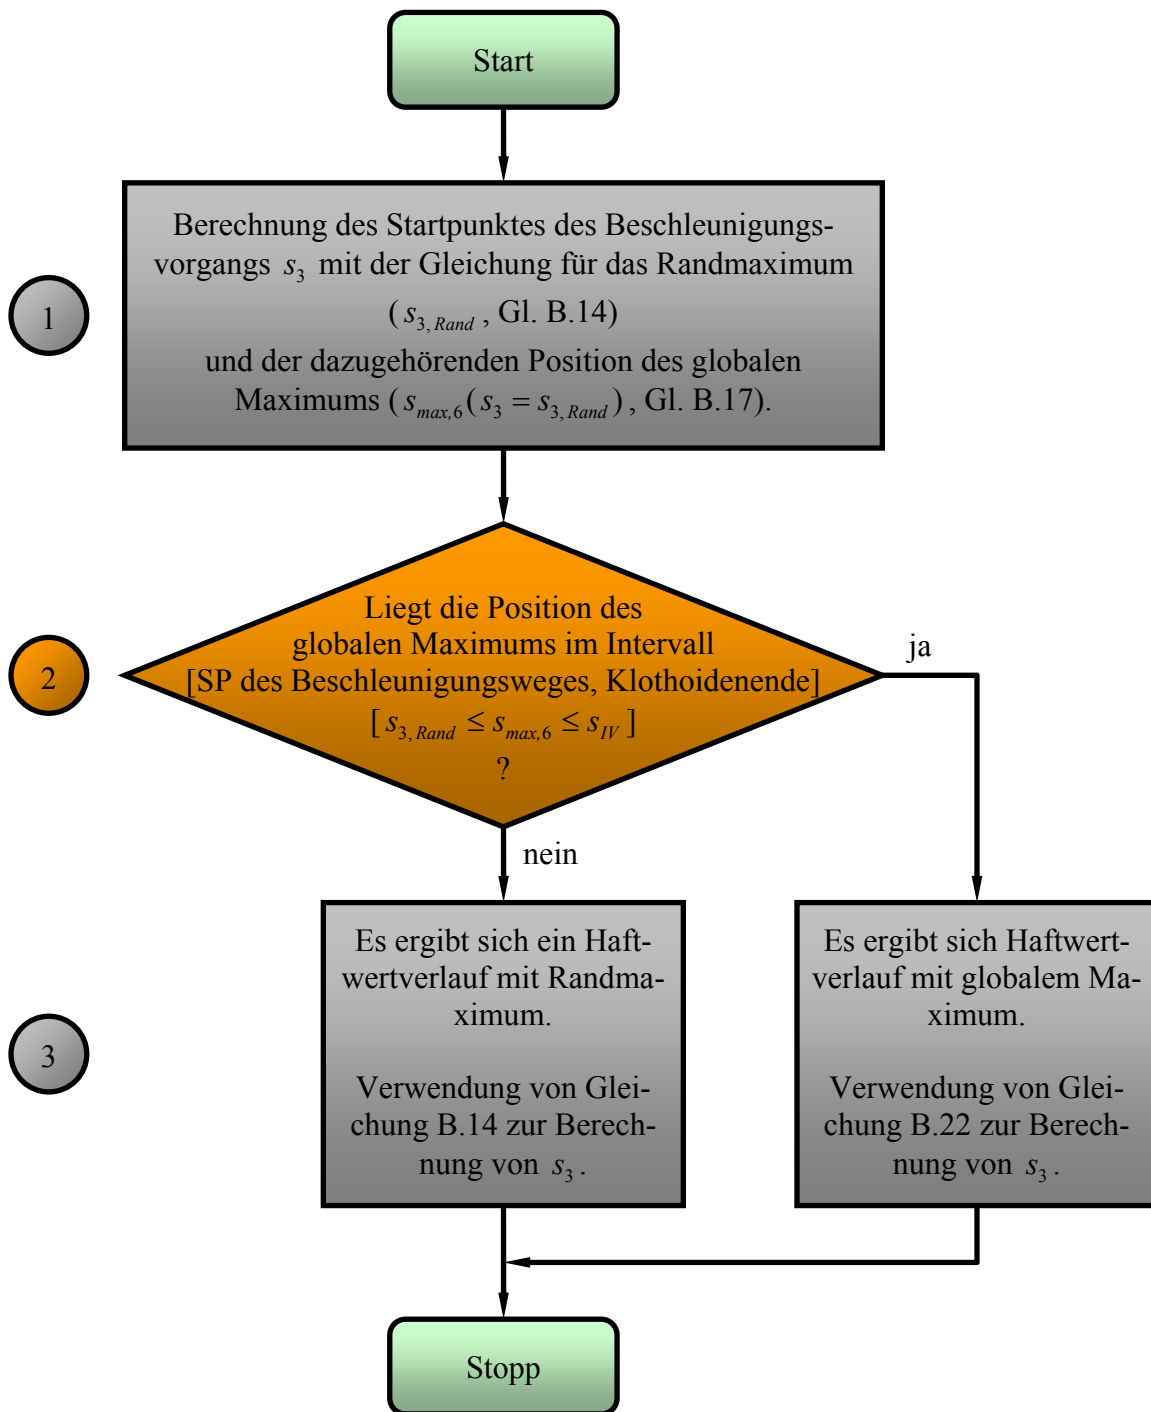 Start
1
Berechnung des Startpunktes des Beschleunigungs-
vorgangs s₃ mit der Gleichung für das Randmaximum
( s₃, Rand , Gl. B.14)
und der dazugehörenden Position des globalen
Maximums ( s_max,6 ( s₃ = s₃, Rand ) , Gl. B.17).
2
Liegt die Position des
globalen Maximums im Intervall
[SP des Beschleunigungsweges, Klothoidenende]
[ s₃, Rand ≤ s_max,6 ≤ s_IV ]
?
ja
nein
3
Es ergibt sich ein Haft-
wertverlauf mit Randma-
ximum.
Verwendung von Glei-
chung B.14 zur Berech-
nung von s₃ .
Es ergibt sich Haftwert-
verlauf mit globalem Ma-
ximum.
Verwendung von Glei-
chung B.22 zur Berech-
nung von s₃ .
Stopp